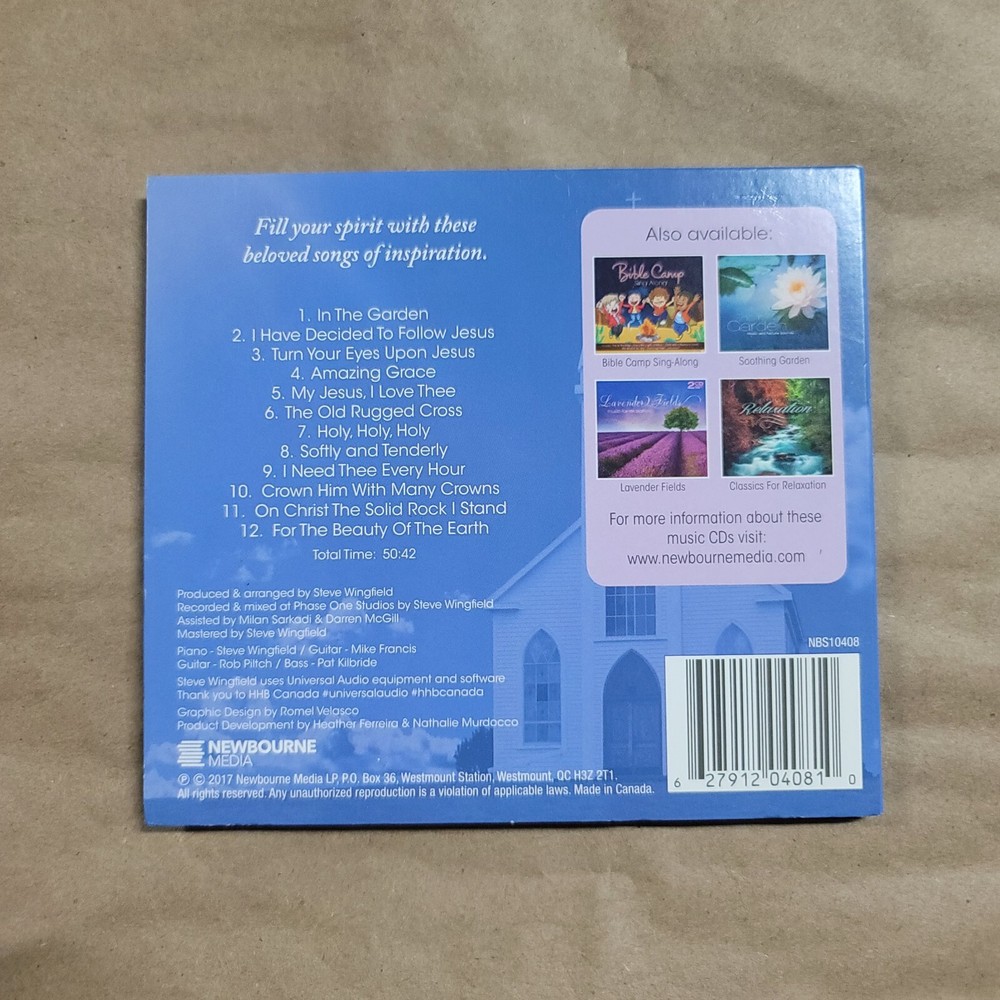 Fill your spirit with these
beloved songs of inspiration.
1. In The Garden
2. I Have Decided To Follow Jesus
3. Turn Your Eyes Upon Jesus
4. Amazing Grace
5. My Jesus, I Love Thee
6. The Old Rugged Cross
7. Holy, Holy, Holy
8. Softly and Tenderly
9. I Need Thee Every Hour
10. Crown Him With Many Crowns
11. On Christ The Solid Rock I Stand
12. For The Beauty Of The Earth
Total Time: 50:42
Produced & arranged by Steve Wingfield
Recorded & mixed at Phase One Studios by Steve Wingfield
Assisted by Milan Sarkadi & Darren McGill
Mastered by Steve Wingfield
Piano - Steve Wingfield / Guitar - Mike Francis
Guitar - Rob Piltch / Bass - Pat Kilbride
Steve Wingfield uses Universal Audio equipment and software
Thank you to HHB Canada #universalaudio #hhbcanada
Graphic Design by Romel Velasco
Product Development by Heather Ferreira & Nathalie Murdocco
NEWBOURNE
MEDIA
℗ © 2017 Newbourne Media LP, P.O. Box 36, Westmount Station, Westmount, QC H3Z 2T1.
All rights reserved. Any unauthorized reproduction is a violation of applicable laws. Made in Canada.
Also available:
Bible Camp
Sing-Along
Bible Camp Sing-Along
Garden
Soothing Garden
2CD
Lavender Fields
Lavender Fields
Relaxation
Classics For Relaxation
For more information about these
music CDs visit:
www.newbournemedia.com
NBS10408
6 27912 04081 0